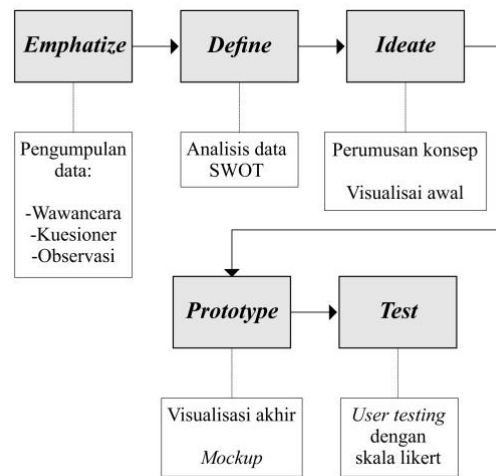 Emphatize
Define
Ideate
Pengumpulan
data:
-Wawancara
-Kuesioner
-Observasi
Analisis data
SWOT
Perumusan konsep
Visualisai awal
Prototype
Test
Visualisasi akhir
Mockup
User testing
dengan
skala likert